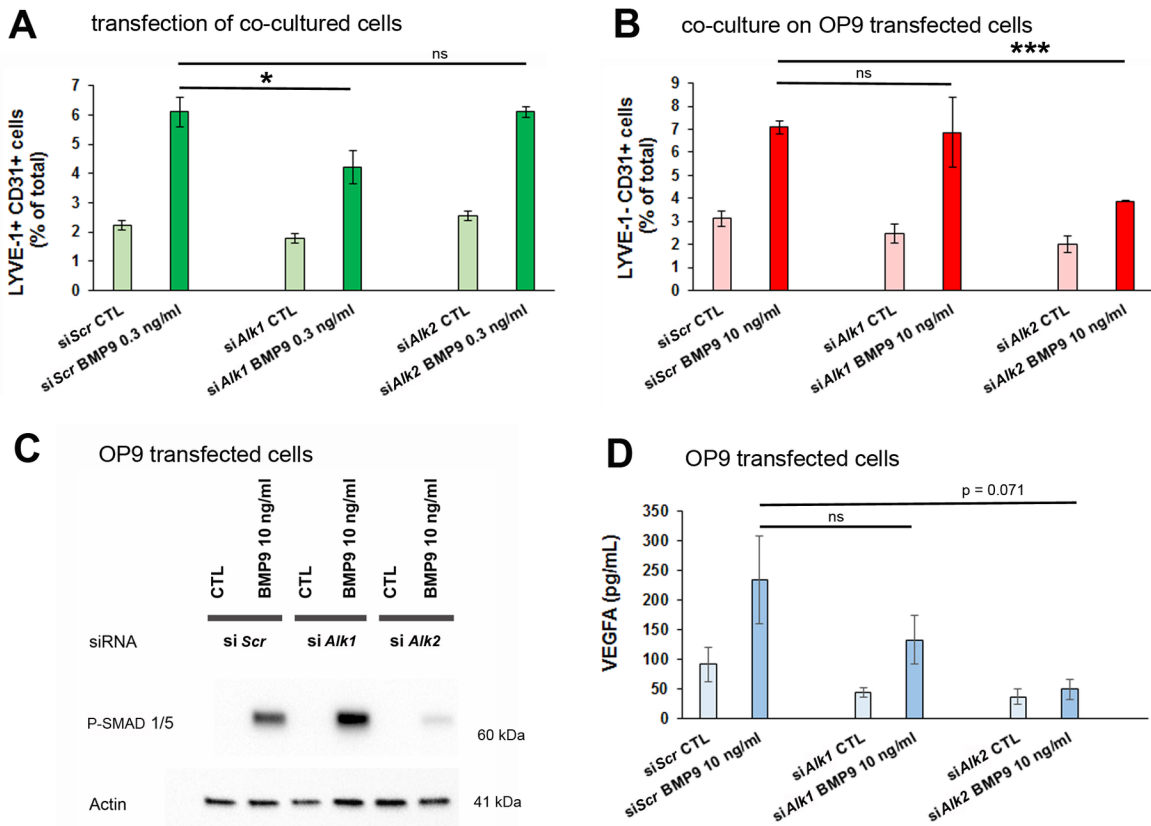 A
transfection of co-cultured cells
ns
*
LYVE-1+ CD31+ cells
(% of total)
7
6
5
4
3
2
1
0
siScr CTL
siScr BMP9 0.3 ng/ml
siAlk1 CTL
siAlk1 BMP9 0.3 ng/ml
siAlk2 CTL
siAlk2 BMP9 0.3 ng/ml
B
co-culture on OP9 transfected cells
***
ns
LYVE-1- CD31+ cells
(% of total)
9
8
7
6
5
4
3
2
1
0
siScr CTL
siScr BMP9 10 ng/ml
siAlk1 CTL
siAlk1 BMP9 10 ng/ml
siAlk2 CTL
siAlk2 BMP9 10 ng/ml
C
OP9 transfected cells
CTL
BMP9 10 ng/ml
CTL
BMP9 10 ng/ml
CTL
BMP9 10 ng/ml
siRNA
si Scr
si Alk1
si Alk2
P-SMAD 1/5
60 kDa
Actin
41 kDa
D
OP9 transfected cells
p = 0.071
ns
VEGFA (pg/mL)
350
300
250
200
150
100
50
0
siScr CTL
siScr BMP9 10 ng/ml
siAlk1 CTL
siAlk1 BMP9 10 ng/ml
siAlk2 CTL
siAlk2 BMP9 10 ng/ml